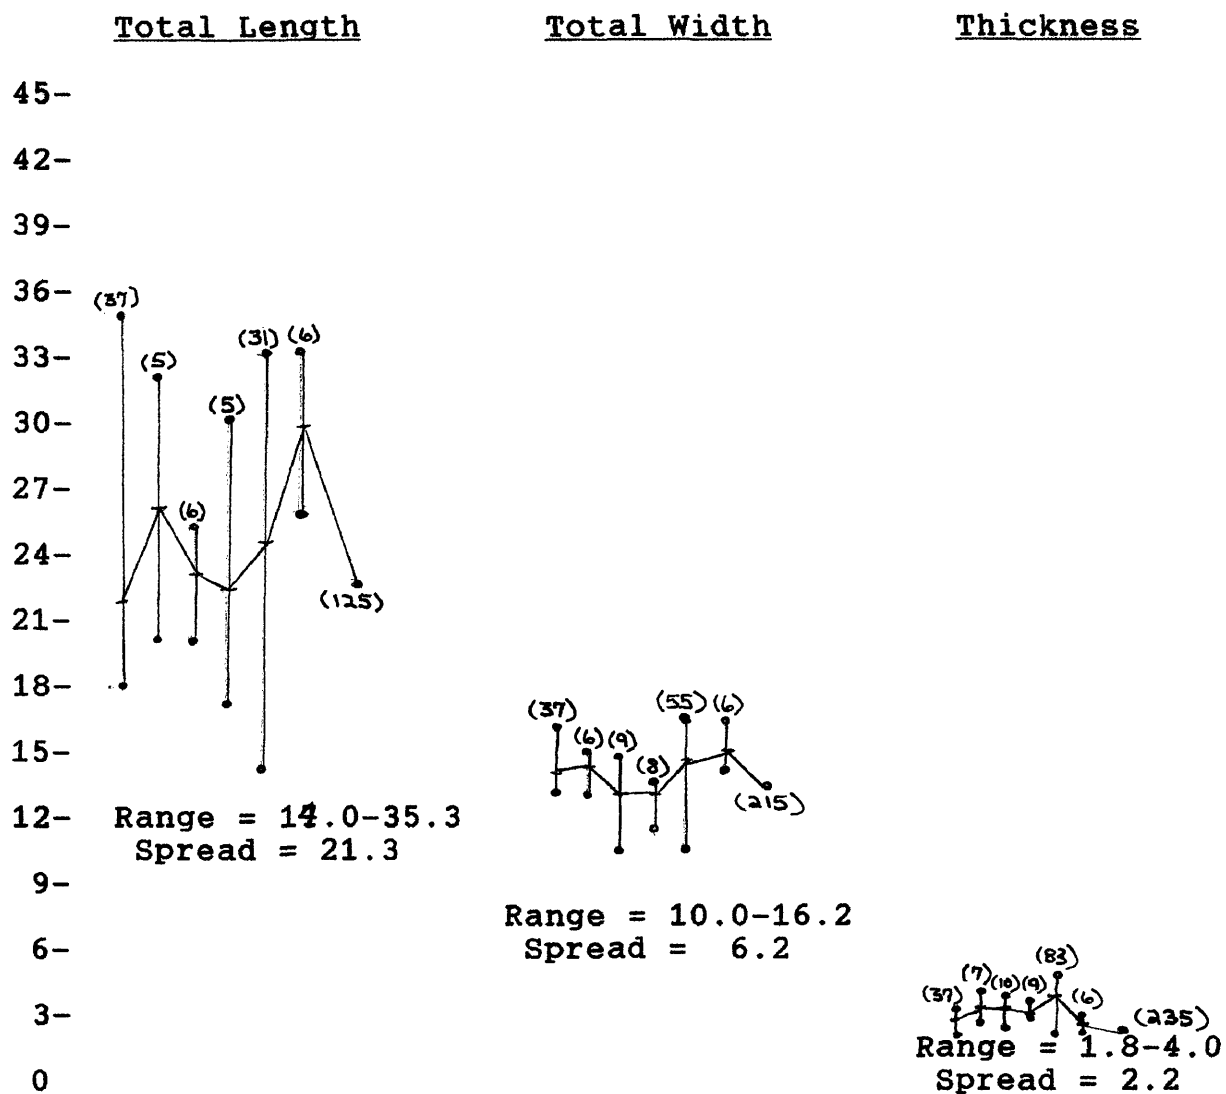 Total Length Total Width Thickness
45-
42-
39-
36-
(37)
33-
(31) (6)
(5)
30-
(5)
27-
(6)
24-
(125)
21-
18-
(37) (6) (9) (8) (55) (6)
15-
(215)
12-
Range = 14.0-35.3
Spread = 21.3
9-
Range = 10.0-16.2
6-
Spread = 6.2
(37) (7) (10) (9) (83) (6)
3-
(235)
Range = 1.8-4.0
0
Spread = 2.2